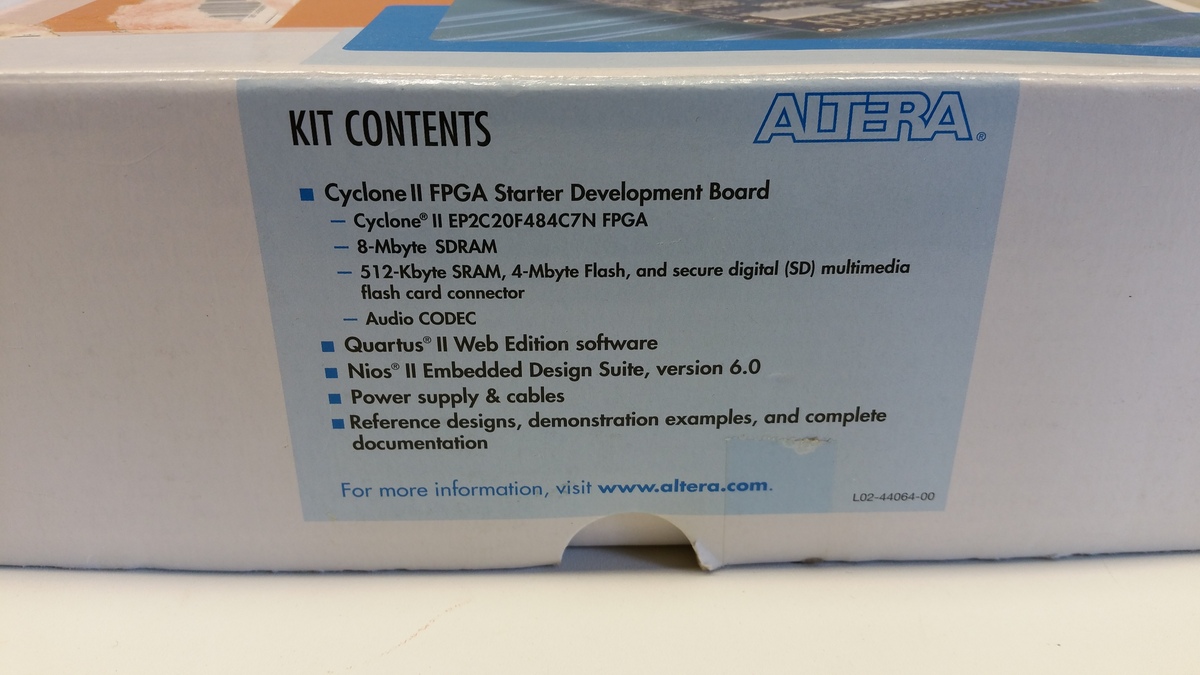 KIT CONTENTS
ALTERA®
■ Cyclone II FPGA Starter Development Board
– Cyclone® II EP2C20F484C7N FPGA
– 8-Mbyte SDRAM
– 512-Kbyte SRAM, 4-Mbyte Flash, and secure digital (SD) multimedia
flash card connector
– Audio CODEC
■ Quartus® II Web Edition software
■ Nios® II Embedded Design Suite, version 6.0
■ Power supply & cables
■ Reference designs, demonstration examples, and complete
documentation
For more information, visit www.altera.com.
L02-44064-00